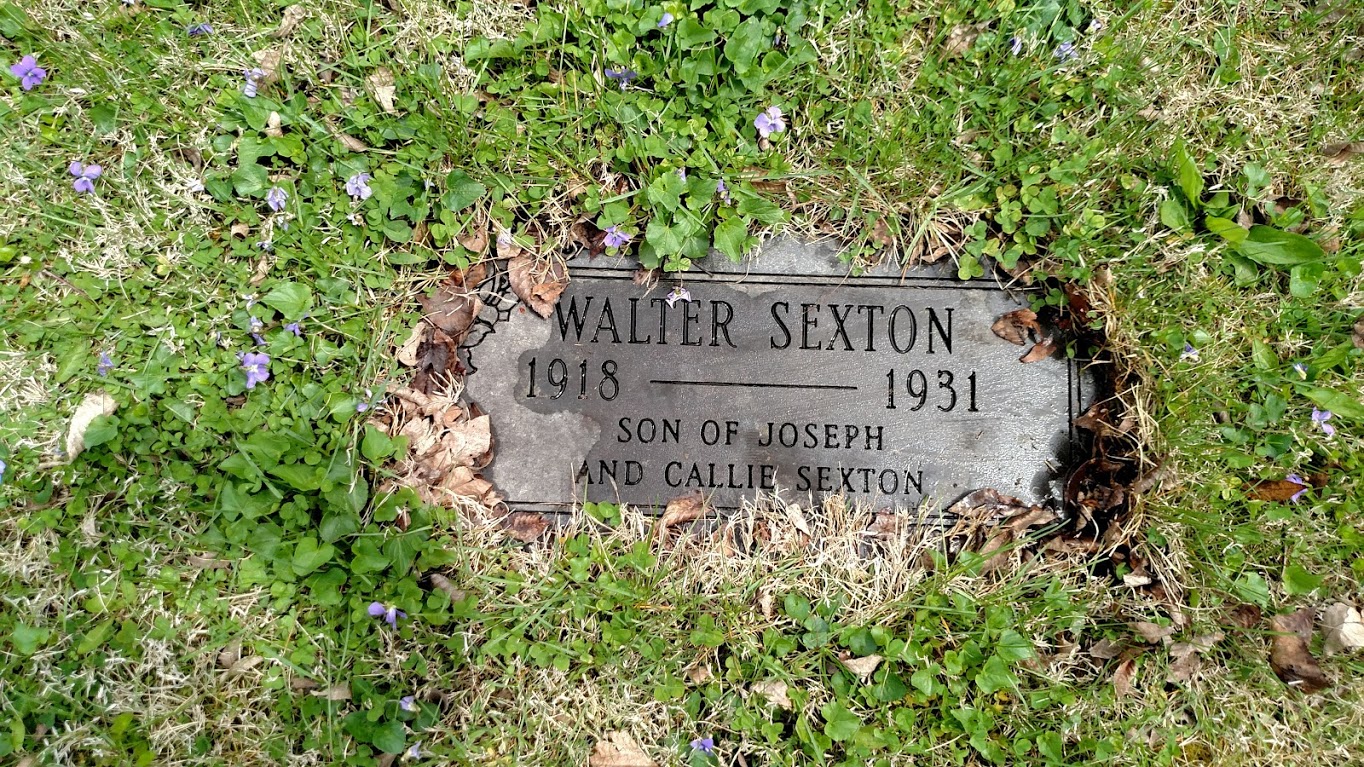 WALTER SEXTON
1918 — 1931
SON OF JOSEPH
AND CALLIE SEXTON